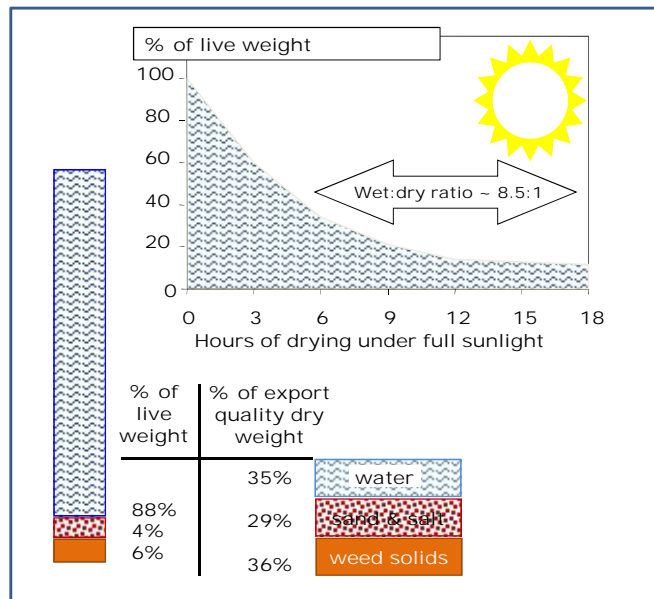 % of live weight
100
80
60
40
20
0
Wet:dry ratio ~ 8.5:1
0 3 6 9 12 15 18
Hours of drying under full sunlight
% of
live
weight
% of export
quality dry
weight
88%
4%
6%
35%
29%
36%
water
sand & salt
weed solids